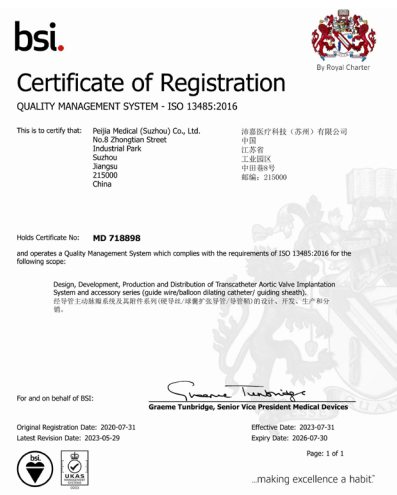 bsi.
By Royal Charter
Certificate of Registration
QUALITY MANAGEMENT SYSTEM - ISO 13485:2016
This is to certify that:
Peijia Medical (Suzhou) Co., Ltd.
No.8 Zhongtian Street
Industrial Park
Suzhou
Jiangsu
215000
China
沛嘉医疗科技（苏州）有限公司
中国
江苏省
工业园区
中田巷8号
邮编：215000
Holds Certificate No:
MD 718898
and operates a Quality Management System which complies with the requirements of ISO 13485:2016 for the
following scope:
Design, Development, Production and Distribution of Transcatheter Aortic Valve Implantation
System and accessory series (guide wire/balloon dilating catheter/ guiding sheath).
经导管主动脉瓣系统及其附件系列(硬导丝/球囊扩张导管/导管鞘)的设计、开发、生产和分
销。
For and on behalf of BSI:
Graeme Tunbridge
Graeme Tunbridge, Senior Vice President Medical Devices
Original Registration Date: 2020-07-31
Effective Date: 2023-07-31
Latest Revision Date: 2023-05-29
Expiry Date: 2026-07-30
Page: 1 of 1
bsi.
UKAS
MANAGEMENT
SYSTEMS
...making excellence a habit.™